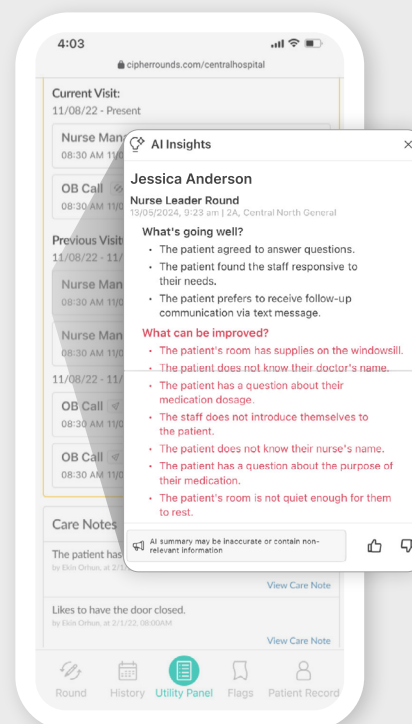 4:03
cipherrounds.com/centralhospital
Current Visit:
11/08/22 - Present
Nurse Man
08:30 AM 11/0
OB Call
08:30 AM 11/0
Previous Visit
11/08/22 - 11/
Nurse Man
08:30 AM 11/0
Nurse Man
08:30 AM 11/0
11/08/22 - 11/
OB Call
08:30 AM 11/0
OB Call
08:30 AM 11/0
AI Insights
Jessica Anderson
Nurse Leader Round
13/05/2024, 9:23 am | 2A, Central North General
What's going well?
• The patient agreed to answer questions.
• The patient found the staff responsive to
their needs.
• The patient prefers to receive follow-up
communication via text message.
What can be improved?
• The patient's room has supplies on the windowsill.
• The patient does not know their doctor's name.
• The patient has a question about their
medication dosage.
• The staff does not introduce themselves to
the patient.
• The patient does not know their nurse's name.
• The patient has a question about the purpose of
their medication.
• The patient's room is not quiet enough for them
to rest.
AI summary may be inaccurate or contain non-
relevant information
Care Notes
The patient has
by Ekin Orhun, at 2/1
View Care Note
Likes to have the door closed.
by Ekin Orhun, at 2/1/22, 08:00AM
View Care Note
Round History Utility Panel Flags Patient Record